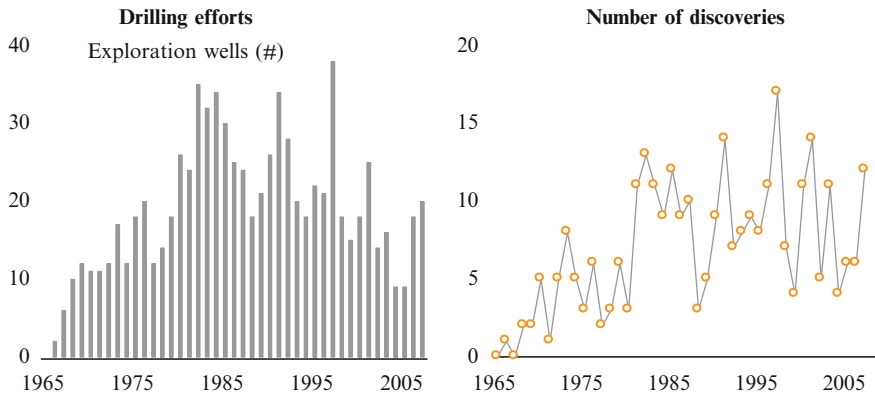 Drilling efforts
Exploration wells (#)
40
30
20
10
0
1965 1975 1985 1995 2005
Number of discoveries
20
15
10
5
0
1965 1975 1985 1995 2005